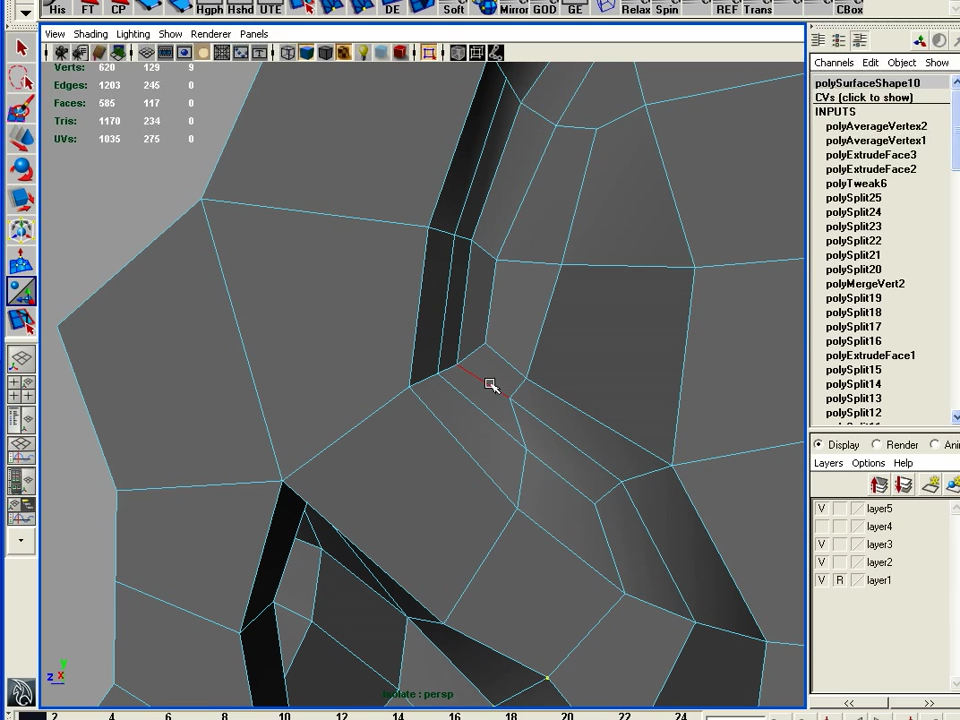 His FT CP Hgph Hshd UTE DE Soft Mirror GOD GE Relax Spin REF Trans CBox
View Shading Lighting Show Renderer Panels
Channels Edit Object Show
Verts: 620 129 9
Edges: 1203 245 0
Faces: 585 117 0
Tris: 1170 234 0
UVs: 1035 275 0
polySurfaceShape10
CVs (click to show)
INPUTS
polyAverageVertex2
polyAverageVertex1
polyExtrudeFace3
polyExtrudeFace2
polyTweak6
polySplit25
polySplit24
polySplit23
polySplit22
polySplit21
polySplit20
polyMergeVert2
polySplit19
polySplit18
polySplit17
polySplit16
polyExtrudeFace1
polySplit15
polySplit14
polySplit13
polySplit12
Display Render Ani
Layers Options Help
V layer5
layer4
V layer3
V layer2
V R layer1
y
z x
Isolate : persp
<< >>
2 4 6 8 10 12 14 16 18 20 22 24